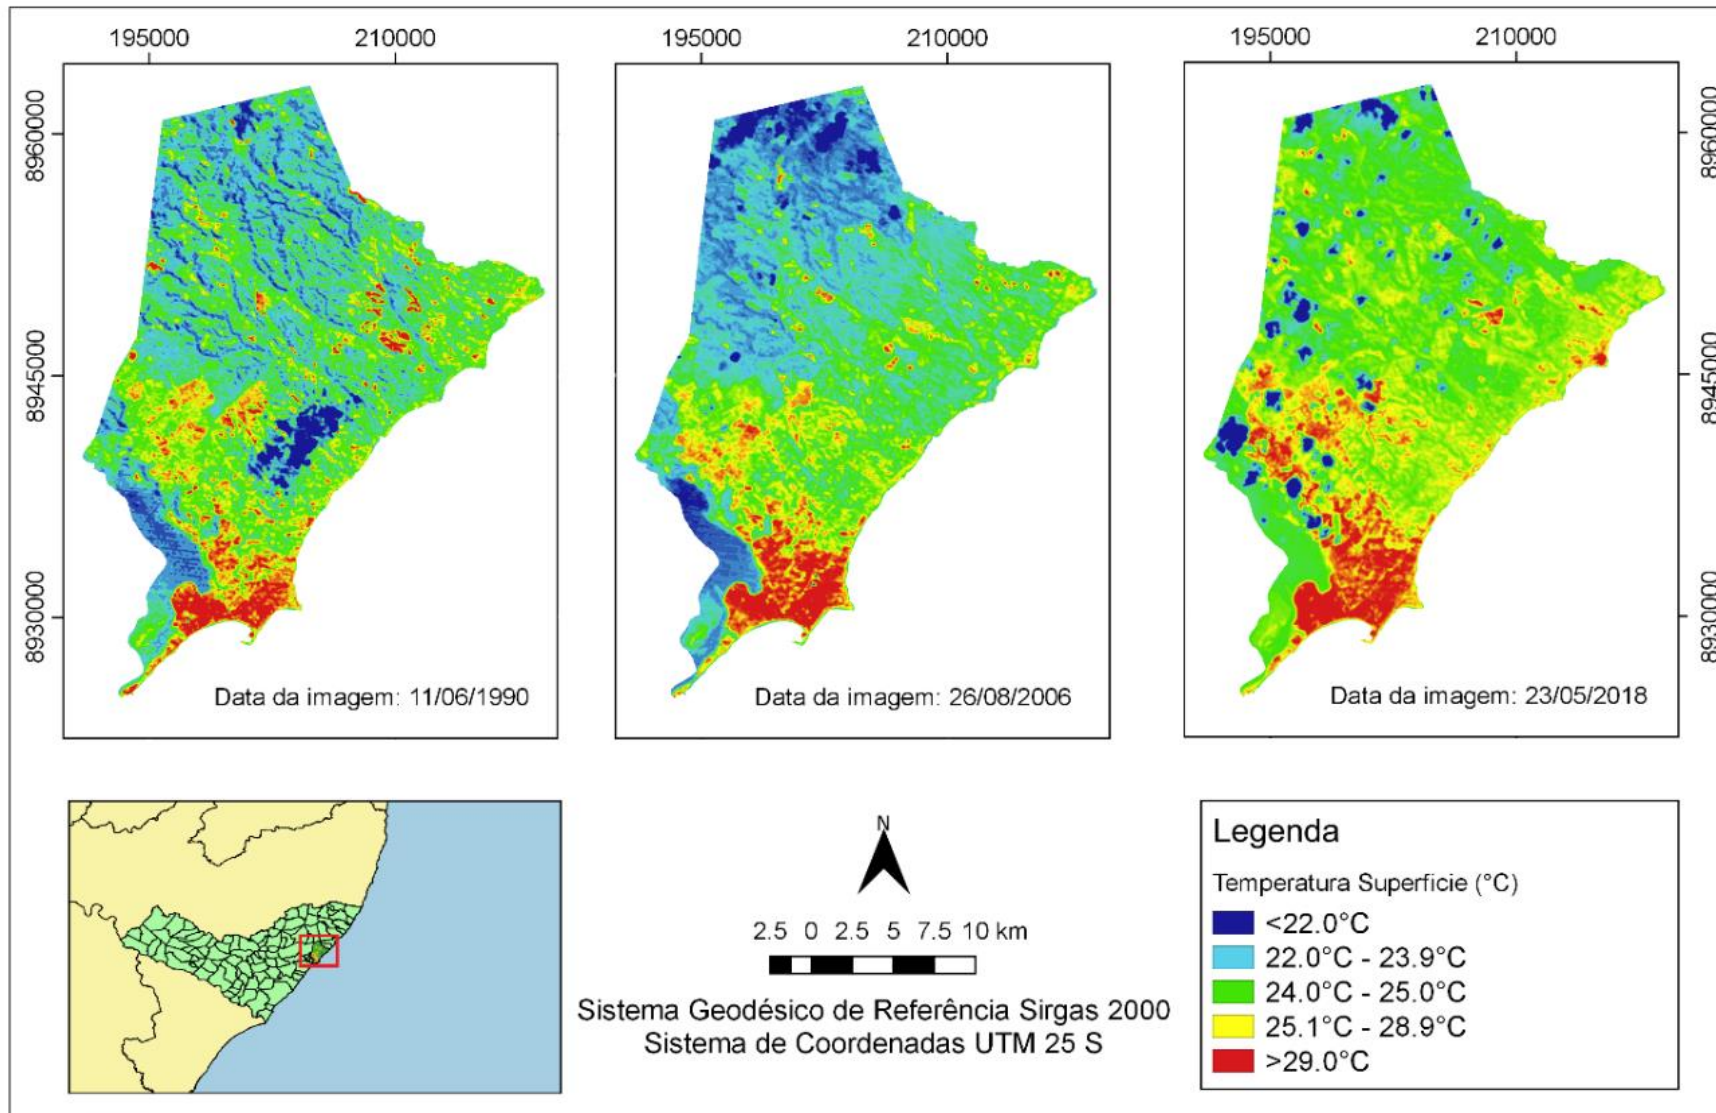 195000 210000
195000 210000
195000 210000
8960000
8945000
8930000
8960000
8945000
8930000
Data da imagem: 11/06/1990
Data da imagem: 26/08/2006
Data da imagem: 23/05/2018
N
2.5 0 2.5 5 7.5 10 km
Sistema Geodésico de Referência Sirgas 2000
Sistema de Coordenadas UTM 25 S
Legenda
Temperatura Superficie (°C)
<22.0°C
22.0°C - 23.9°C
24.0°C - 25.0°C
25.1°C - 28.9°C
>29.0°C